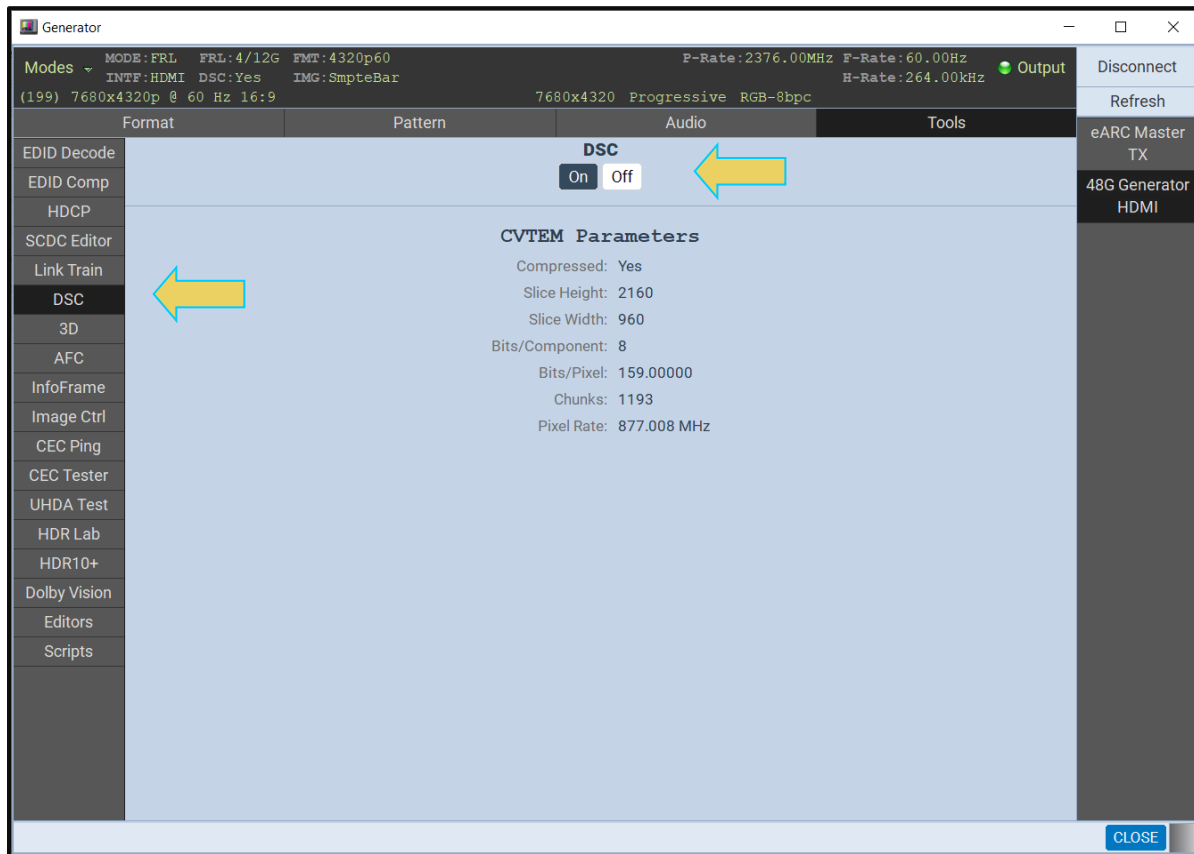 Generator
Modes
MODE:FRL FRL:4/12G FMT:4320p60 P-Rate:2376.00MHz F-Rate:60.00Hz
INTF:HDMI DSC:Yes IMG:SmpteBar H-Rate:264.00kHz
Output
(199) 7680x4320p @ 60 Hz 16:9 7680x4320 Progressive RGB-8bpc
Disconnect
Refresh
eARC Master
TX
48G Generator
HDMI
Format Pattern Audio Tools
EDID Decode
EDID Comp
HDCP
SCDC Editor
Link Train
DSC
3D
AFC
InfoFrame
Image Ctrl
CEC Ping
CEC Tester
UHDA Test
HDR Lab
HDR10+
Dolby Vision
Editors
Scripts
DSC
On Off
CVTEM Parameters
Compressed: Yes
Slice Height: 2160
Slice Width: 960
Bits/Component: 8
Bits/Pixel: 159.00000
Chunks: 1193
Pixel Rate: 877.008 MHz
CLOSE